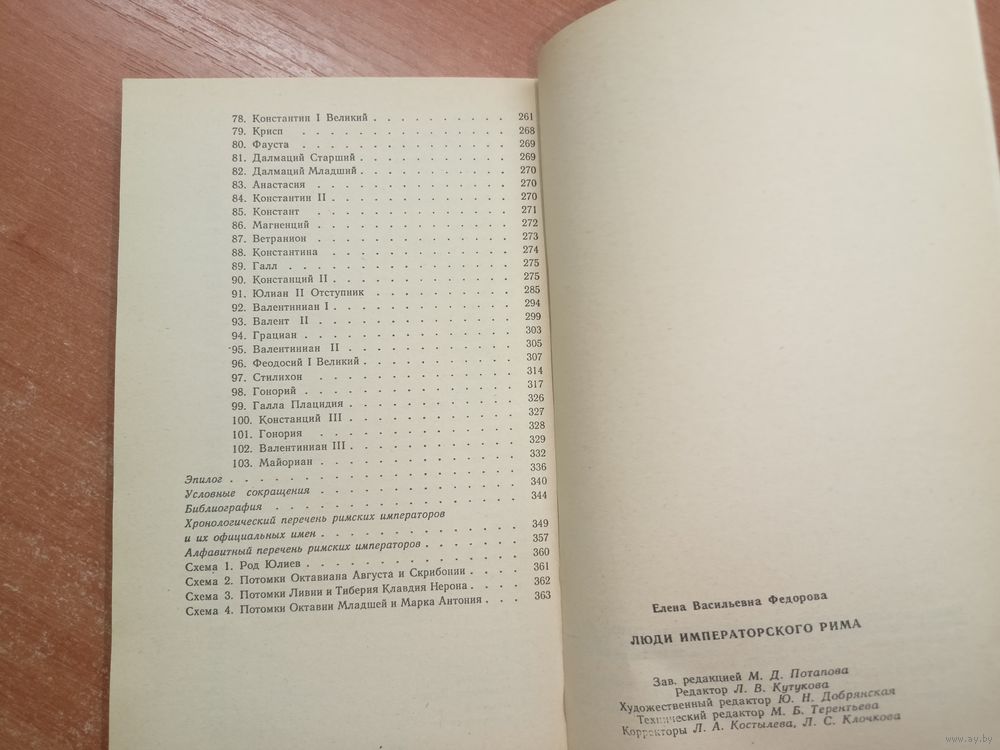 78. Константин I Великий . . . . . . . . . . 261
79. Крисп . . . . . . . . . . . . . . 268
80. Фауста . . . . . . . . . . . . . . 269
81. Далмаций Старший . . . . . . . . . . . 269
82. Далмаций Младший . . . . . . . . . . . 270
83. Анастасия . . . . . . . . . . . . . 270
84. Константин II . . . . . . . . . . . . 270
85. Констант . . . . . . . . . . . . . 271
86. Магненций . . . . . . . . . . . . . 272
87. Ветранион . . . . . . . . . . . . . 273
88. Константина . . . . . . . . . . . . 274
89. Галл . . . . . . . . . . . . . . . 275
90. Констанций II . . . . . . . . . . . . 275
91. Юлиан II Отступник . . . . . . . . . . 285
92. Валентиниан I . . . . . . . . . . . . 294
93. Валент II . . . . . . . . . . . . . 299
94. Грациан . . . . . . . . . . . . . . 303
95. Валентиниан II . . . . . . . . . . . 305
96. Феодосий I Великий . . . . . . . . . . 307
97. Стилихон . . . . . . . . . . . . . 314
98. Гонорий . . . . . . . . . . . . . . 317
99. Галла Плацидия . . . . . . . . . . . 326
100. Констанций III . . . . . . . . . . . 327
101. Гонория . . . . . . . . . . . . . 328
102. Валентиниан III . . . . . . . . . . . 329
103. Майориан . . . . . . . . . . . . . 332
Эпилог . . . . . . . . . . . . . . . . 336
Условные сокращения . . . . . . . . . . . . 340
Библиография . . . . . . . . . . . . . . 344
Хронологический перечень римских императоров
и их официальных имен . . . . . . . . . . . 349
Алфавитный перечень римских императоров . . . . . . 357
Схема 1. Род Юлиев . . . . . . . . . . . . 360
Схема 2. Потомки Октавиана Августа и Скрибонии . . . . 361
Схема 3. Потомки Ливии и Тиберия Клавдия Нерона . . . . 362
Схема 4. Потомки Октавии Младшей и Марка Антония . . . 363
Елена Васильевна Федорова
ЛЮДИ ИМПЕРАТОРСКОГО РИМА
Зав. редакцией М. Д. Потапова
Редактор Л. В. Кутукова
Художественный редактор Ю. Н. Добрянская
Технический редактор М. Б. Терентьева
Корректоры Л. А. Костылева, Л. С. Клочкова
www.ay.by